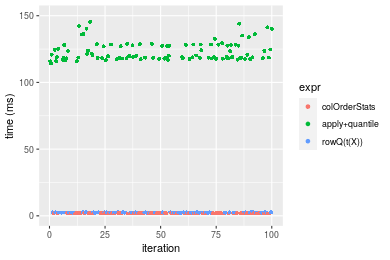 150
100
50
0
time (ms)
0
25
50
75
100
iteration
expr
colOrderStats
apply+quantile
rowQ(t(X))